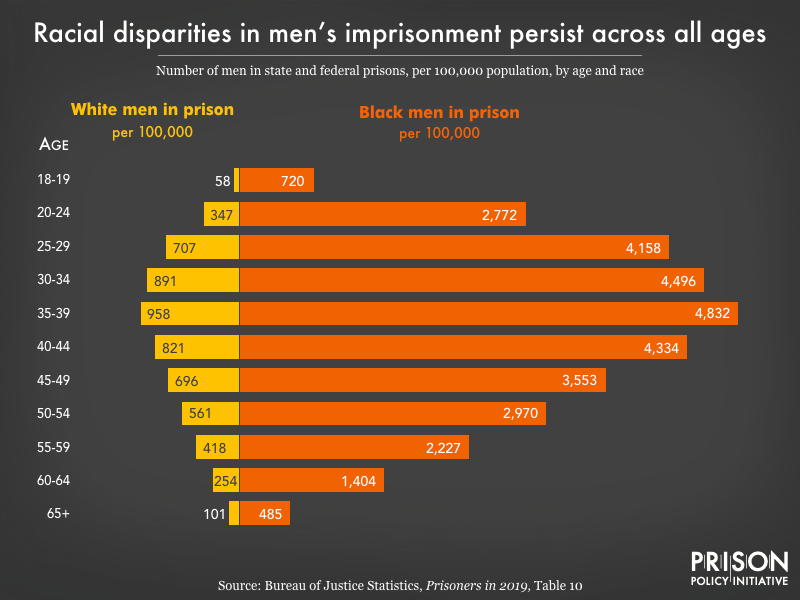 Racial disparities in men’s imprisonment persist across all ages
Number of men in state and federal prisons, per 100,000 population, by age and race
White men in prison
per 100,000
Black men in prison
per 100,000
AGE
18-19 58 720
20-24 347 2,772
25-29 707 4,158
30-34 891 4,496
35-39 958 4,832
40-44 821 4,334
45-49 696 3,553
50-54 561 2,970
55-59 418 2,227
60-64 254 1,404
65+ 101 485
PRISON
POLICY INITIATIVE
Source: Bureau of Justice Statistics, Prisoners in 2019, Table 10